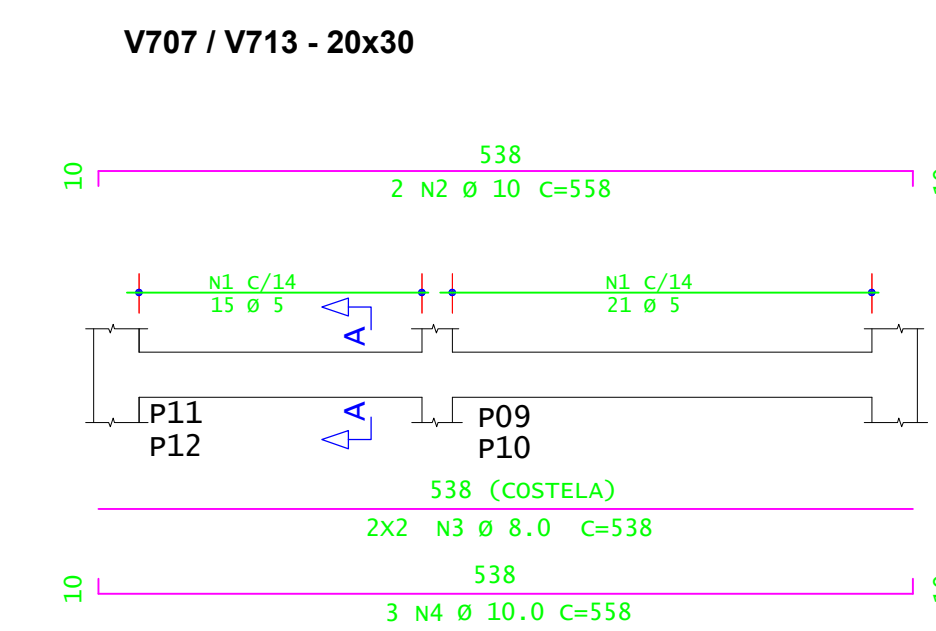 V707 / V713 - 20x30
538
10
2 N2 Ø 10 C=558
N1 C/14
15 Ø 5
N1 C/14
21 Ø 5
A
A
P11
P12
P09
P10
538 (COSTELA)
2X2 N3 Ø 8.0 C=538
538
10
3 N4 Ø 10.0 C=558